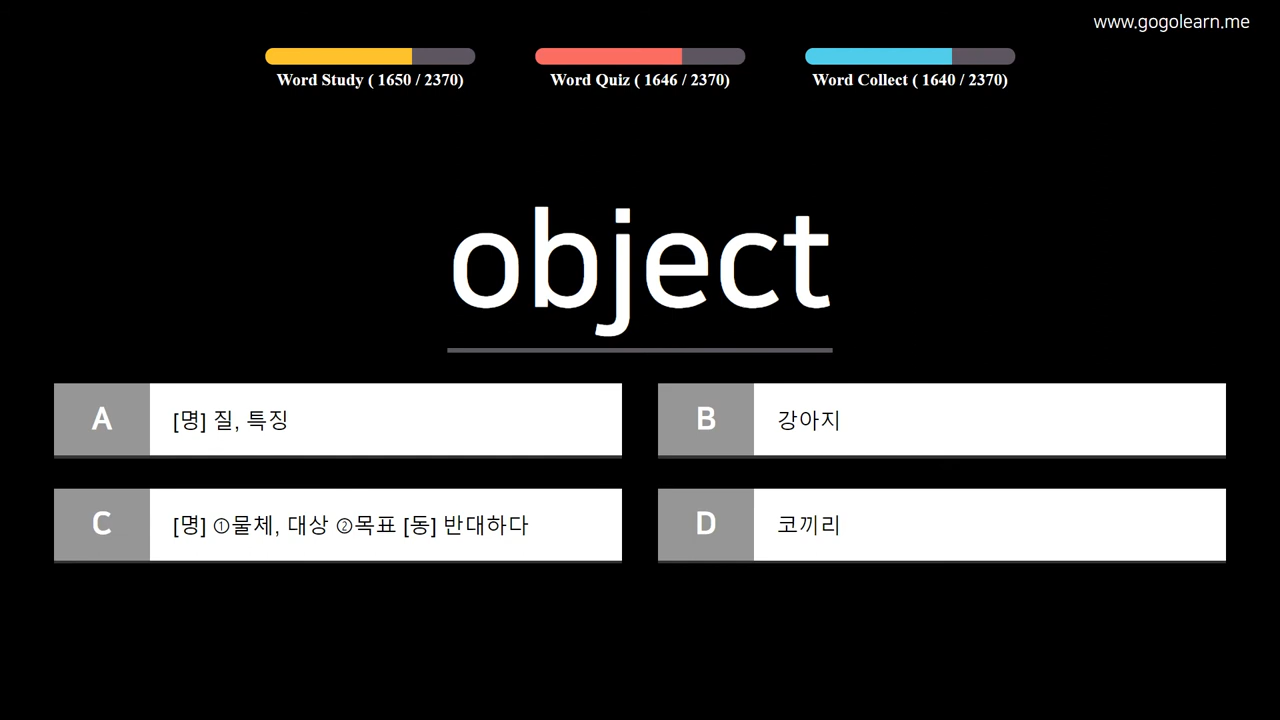 www.gogolearn.me
Word Study ( 1650 / 2370)
Word Quiz ( 1646 / 2370)
Word Collect ( 1640 / 2370)
object
A
[명] 질, 특징
B
강아지
C
[명] ①물체, 대상 ②목표 [동] 반대하다
D
코끼리